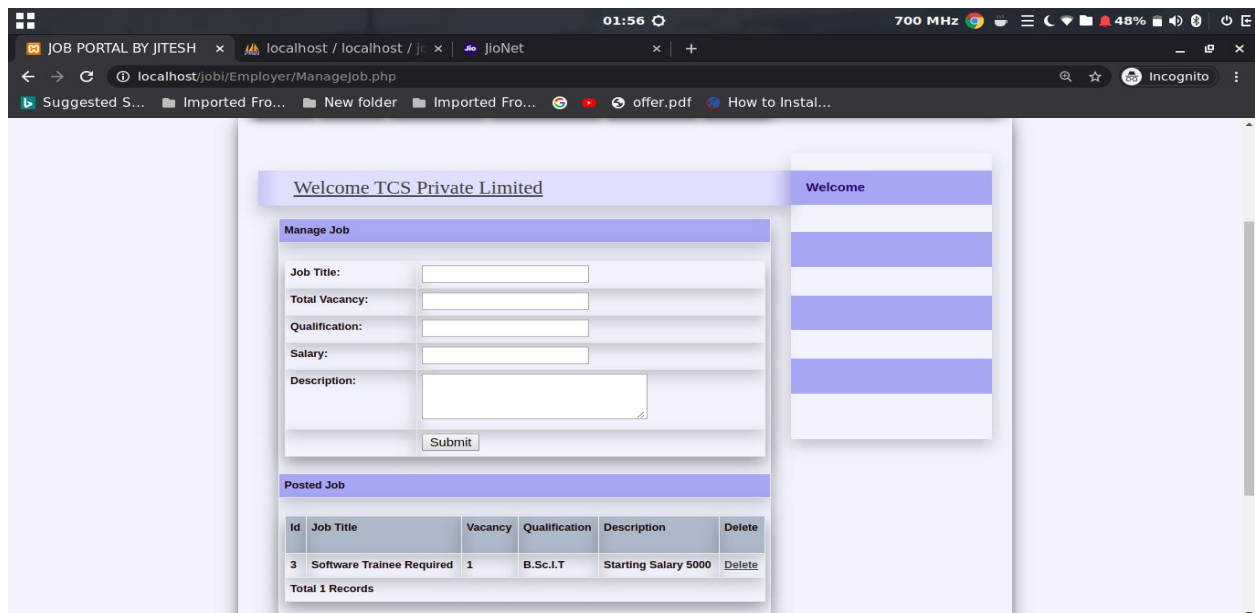 01:56
700 MHz
48%
JOB PORTAL BY JITESH
localhost / localhost / jo
Jio JioNet
localhost/jobi/Employer/ManageJob.php
Incognito
Suggested S... Imported Fro... New folder Imported Fro... offer.pdf How to Instal...
Welcome TCS Private Limited
Welcome
Manage Job
Job Title:
Total Vacancy:
Qualification:
Salary:
Description:
Submit
Posted Job
Id Job Title Vacancy Qualification Description Delete
3 Software Trainee Required 1 B.Sc.I.T Starting Salary 5000 Delete
Total 1 Records